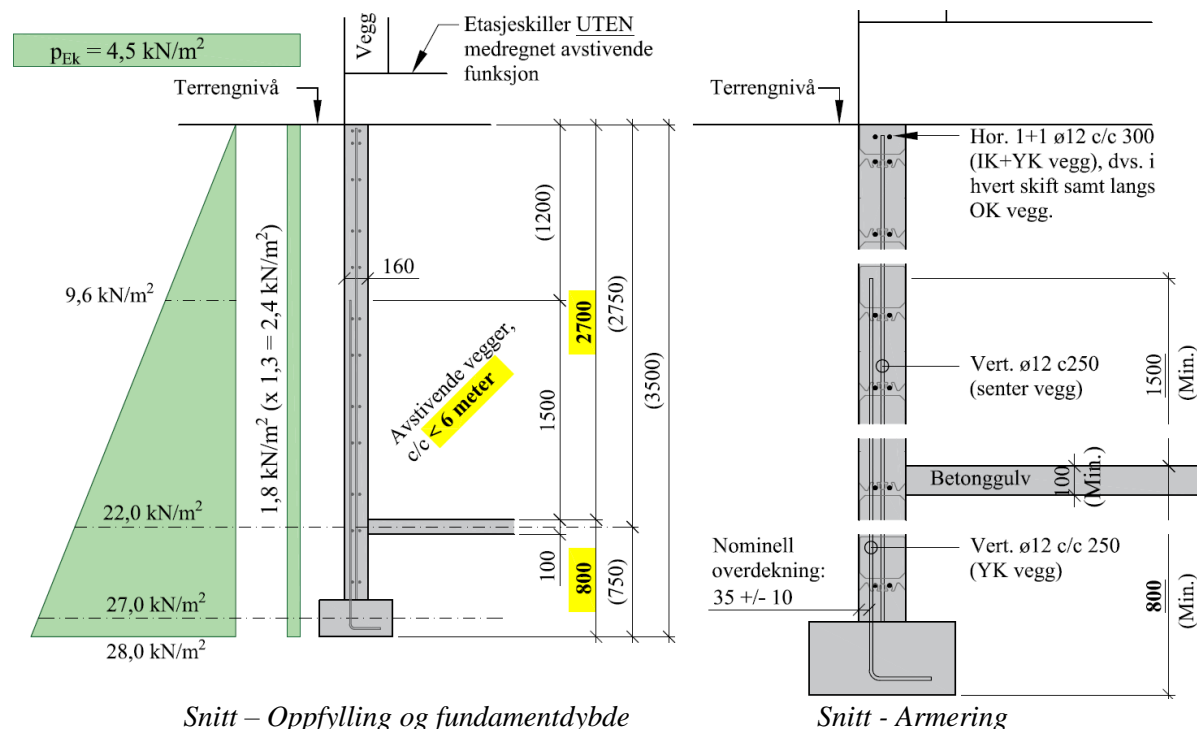 pEk = 4,5 kN/m²
Vegg
Etasjeskiller UTEN
medregnet avstivende
funksjon
Terrengnivå
9,6 kN/m²
22,0 kN/m²
27,0 kN/m²
28,0 kN/m²
1,8 kN/m² (x 1,3 = 2,4 kN/m²)
160
Avstivende vegger,
c/c < 6 meter
(1200)
1500
100
2700
800
(2750)
(750)
(3500)
Snitt – Oppfylling og fundamentdybde
Terrengnivå
Hor. 1+1 ø12 c/c 300
(IK+YK vegg), dvs. i
hvert skift samt langs
OK vegg.
Vert. ø12 c250
(senter vegg)
1500
(Min.)
Betonggulv
100
(Min.)
Nominell
overdekning:
35 +/- 10
Vert. ø12 c/c 250
(YK vegg)
800
(Min.)
Snitt - Armering